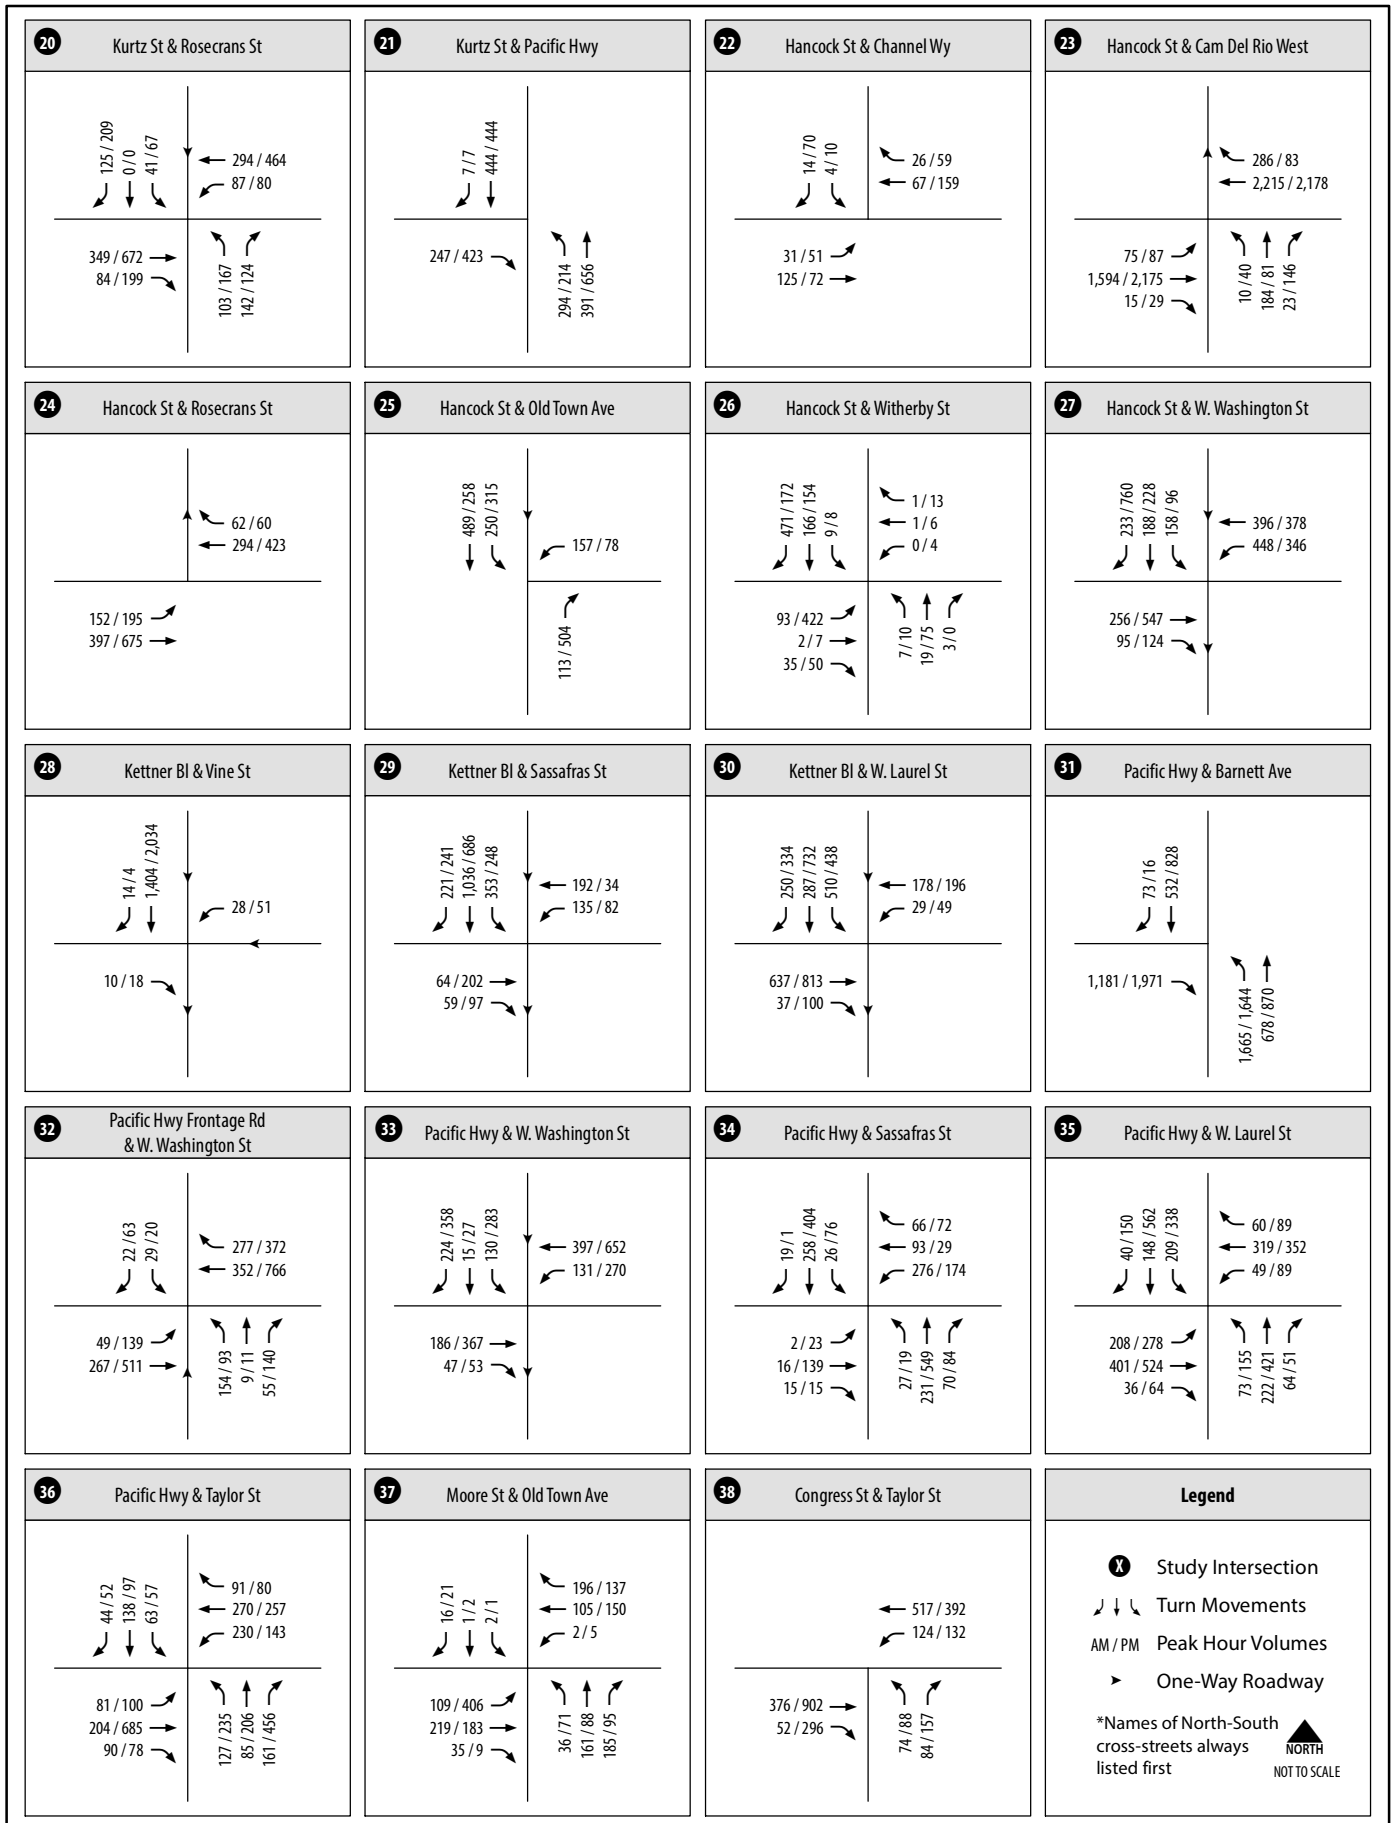 20
Kurtz St & Rosecrans St
125 / 209
0 / 0
41 / 67
294 / 464
87 / 80
349 / 672
84 / 199
103 / 167
142 / 124
21
Kurtz St & Pacific Hwy
7 / 7
444 / 444
247 / 423
294 / 214
391 / 656
22
Hancock St & Channel Wy
14 / 70
4 / 10
26 / 59
67 / 159
31 / 51
125 / 72
23
Hancock St & Cam Del Rio West
286 / 83
2,215 / 2,178
75 / 87
1,594 / 2,175
15 / 29
10 / 40
184 / 81
23 / 146
24
Hancock St & Rosecrans St
62 / 60
294 / 423
152 / 195
397 / 675
25
Hancock St & Old Town Ave
489 / 258
250 / 315
157 / 78
113 / 504
26
Hancock St & Witherby St
471 / 172
166 / 154
9 / 8
1 / 13
1 / 6
0 / 4
93 / 422
2 / 7
35 / 50
7 / 10
19 / 75
3 / 0
27
Hancock St & W. Washington St
233 / 760
188 / 228
158 / 96
396 / 378
448 / 346
256 / 547
95 / 124
28
Kettner Bl & Vine St
14 / 4
1,404 / 2,034
28 / 51
10 / 18
29
Kettner Bl & Sassafras St
221 / 241
1,036 / 686
353 / 248
192 / 34
135 / 82
64 / 202
59 / 97
30
Kettner Bl & W. Laurel St
250 / 334
287 / 732
510 / 438
178 / 196
29 / 49
637 / 813
37 / 100
31
Pacific Hwy & Barnett Ave
73 / 16
532 / 828
1,181 / 1,971
1,665 / 1,644
678 / 870
32
Pacific Hwy Frontage Rd
& W. Washington St
22 / 63
29 / 20
277 / 372
352 / 766
49 / 139
267 / 511
154 / 93
9 / 11
55 / 140
33
Pacific Hwy & W. Washington St
224 / 358
15 / 27
130 / 283
397 / 652
131 / 270
186 / 367
47 / 53
34
Pacific Hwy & Sassafras St
19 / 1
258 / 404
26 / 76
66 / 72
93 / 29
276 / 174
2 / 23
16 / 139
15 / 15
27 / 19
231 / 549
70 / 84
35
Pacific Hwy & W. Laurel St
40 / 150
148 / 562
209 / 338
60 / 89
319 / 352
49 / 89
208 / 278
401 / 524
36 / 64
73 / 155
222 / 421
64 / 51
36
Pacific Hwy & Taylor St
44 / 52
138 / 97
63 / 57
91 / 80
270 / 257
230 / 143
81 / 100
204 / 685
90 / 78
127 / 235
85 / 206
161 / 456
37
Moore St & Old Town Ave
16 / 21
1 / 2
2 / 1
196 / 137
105 / 150
2 / 5
109 / 406
219 / 183
35 / 9
36 / 71
161 / 88
185 / 95
38
Congress St & Taylor St
517 / 392
124 / 132
376 / 902
52 / 296
74 / 88
84 / 157
Legend
X Study Intersection
Turn Movements
AM / PM Peak Hour Volumes
One-Way Roadway
*Names of North-South
cross-streets always
listed first
NORTH
NOT TO SCALE